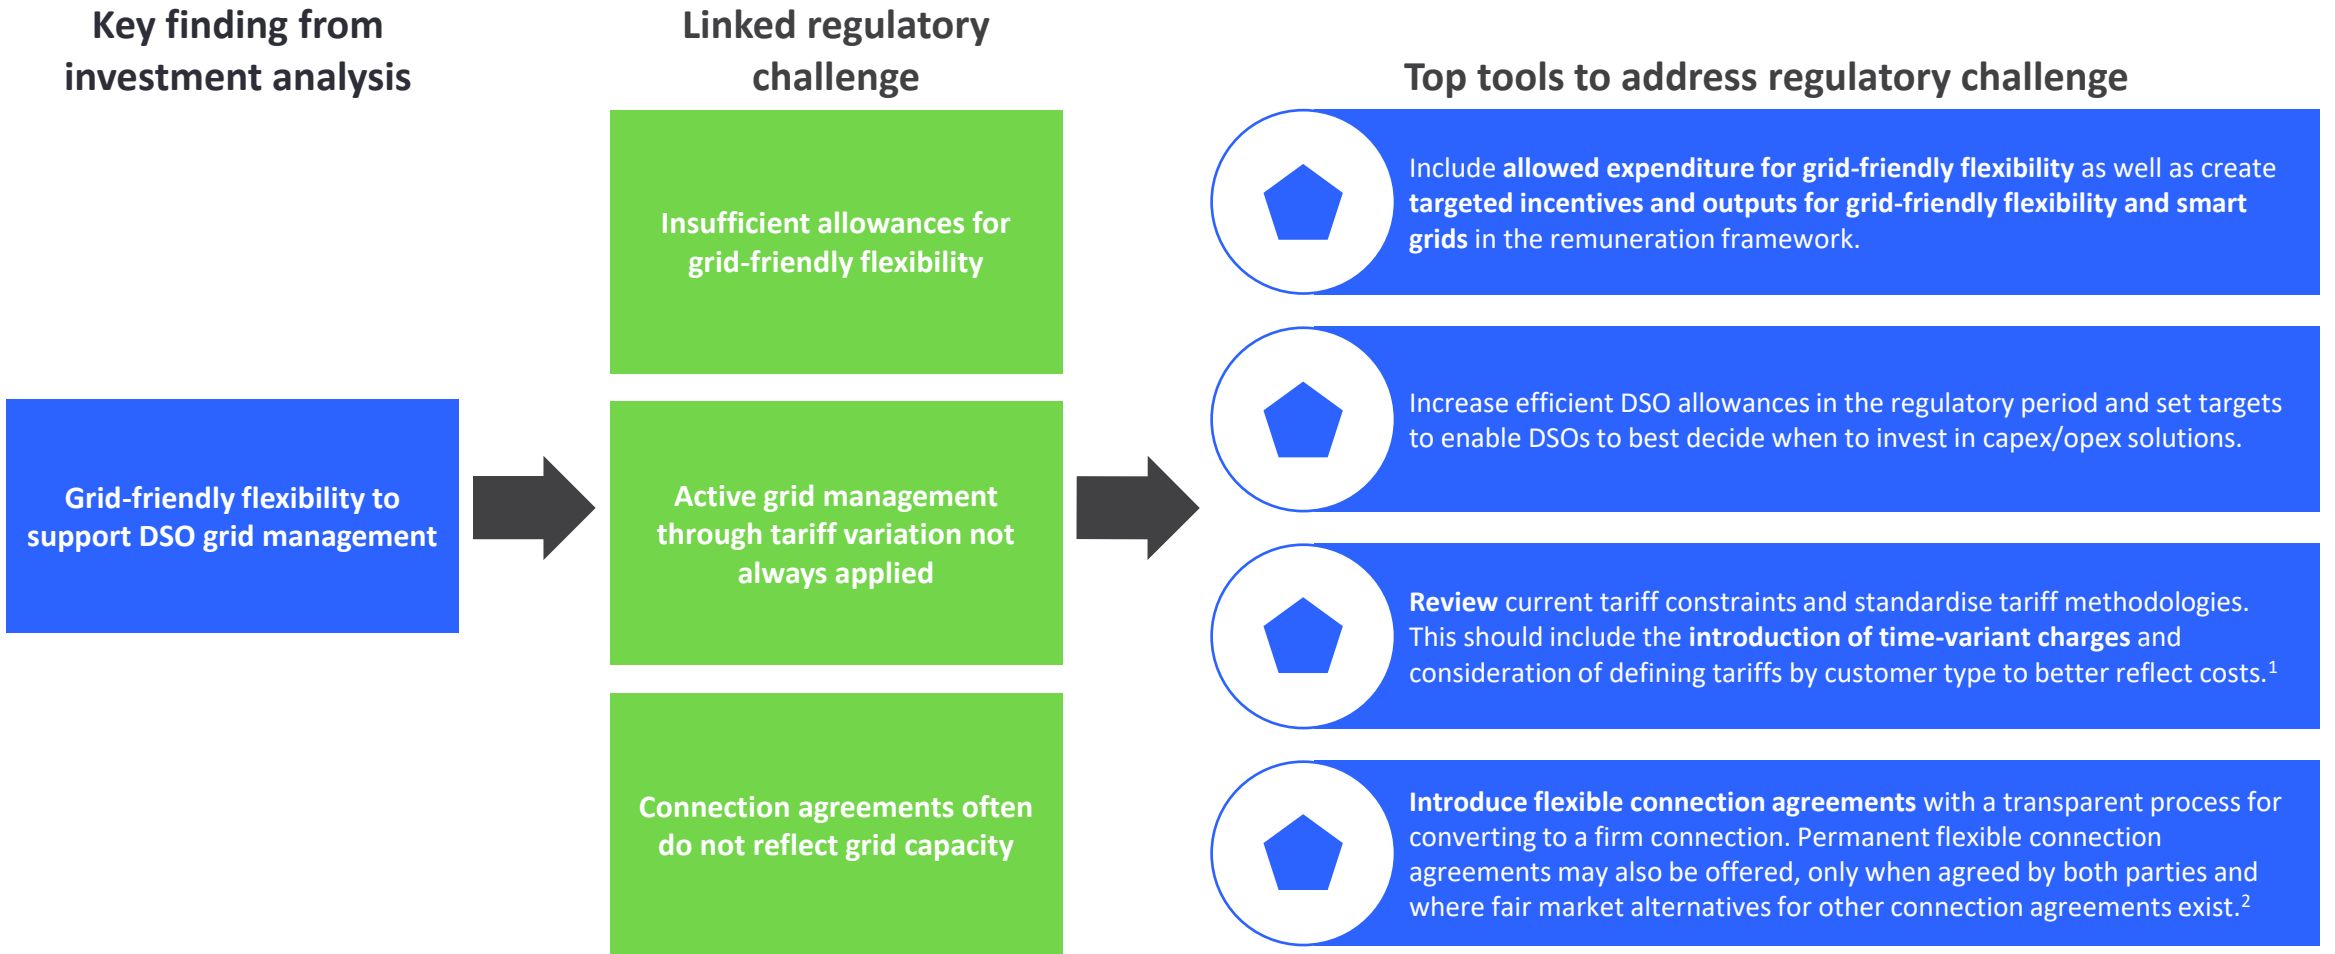 Key finding from
investment analysis
Linked regulatory
challenge
Top tools to address regulatory challenge
Grid-friendly flexibility to
support DSO grid management
Insufficient allowances for
grid-friendly flexibility
Active grid management
through tariff variation not
always applied
Connection agreements often
do not reflect grid capacity
Include allowed expenditure for grid-friendly flexibility as well as create
targeted incentives and outputs for grid-friendly flexibility and smart
grids in the remuneration framework.
Increase efficient DSO allowances in the regulatory period and set targets
to enable DSOs to best decide when to invest in capex/opex solutions.
Review current tariff constraints and standardise tariff methodologies.
This should include the introduction of time-variant charges and
consideration of defining tariffs by customer type to better reflect costs.1
Introduce flexible connection agreements with a transparent process for
converting to a firm connection. Permanent flexible connection
agreements may also be offered, only when agreed by both parties and
where fair market alternatives for other connection agreements exist.2